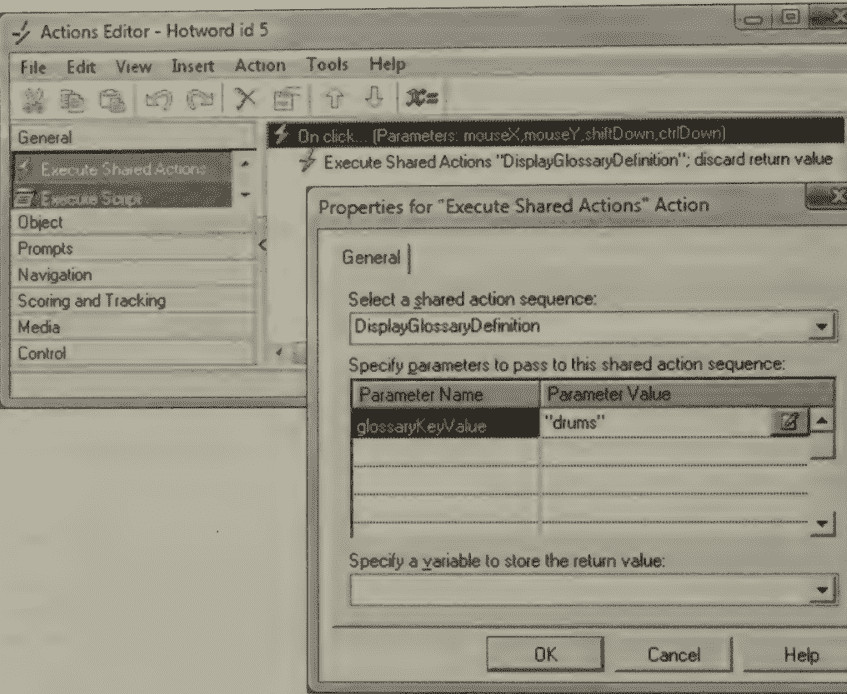 Actions Editor - Hotword id 5
File Edit View Insert Action Tools Help
X=
General
Execute Shared Actions
Execute Script
Object
Prompts
Navigation
Scoring and Tracking
Media
Control
On click... (Parameters: mouseX,mouseY,shiftDown,ctrlDown)
Execute Shared Actions "DisplayGlossaryDefinition"; discard return value
Properties for "Execute Shared Actions" Action
General
Select a shared action sequence:
DisplayGlossaryDefinition
Specify parameters to pass to this shared action sequence:
Parameter Name Parameter Value
glossaryKeyValue "drums"
Specify a variable to store the return value:
OK Cancel Help